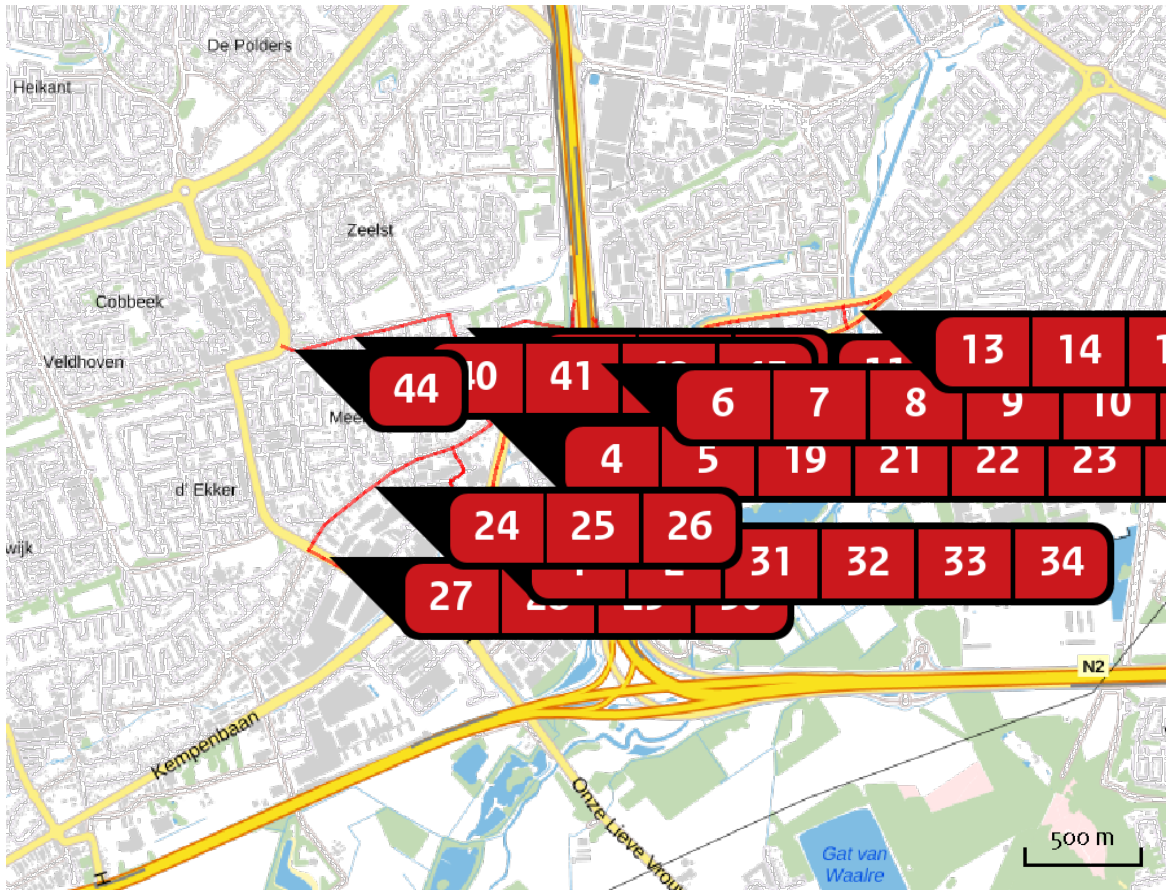 De Polders
Heikant
Zeelst
Cobbeek
Veldhoven
13 14
44 40 41
6 7 8 9 10
4 5 19 21 22 23
d' Ekker
24 25 26
31 32 33 34
27
N2
Kempenbaan
Onze Lieve
500 m
Gat van
Waalre